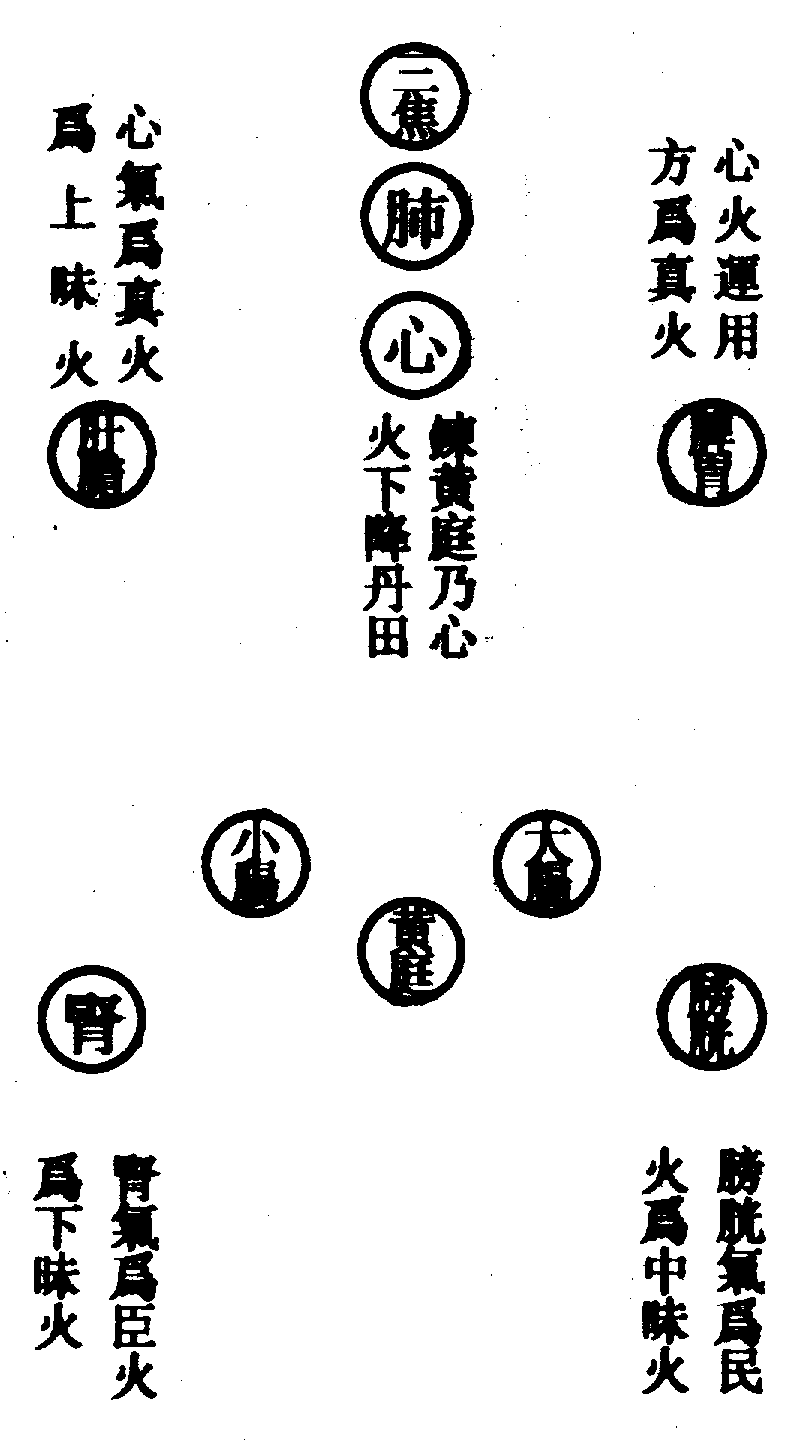 三焦
肺
心
心火運用
方爲真火
脾胃
鍊黄庭乃心
火下降丹田
心氣爲真火
爲上昧火
肝膽
大腸
小腸
黄庭
膀胱
腎
膀胱氣爲民
火爲中昧火
腎氣爲臣火
爲下昧火